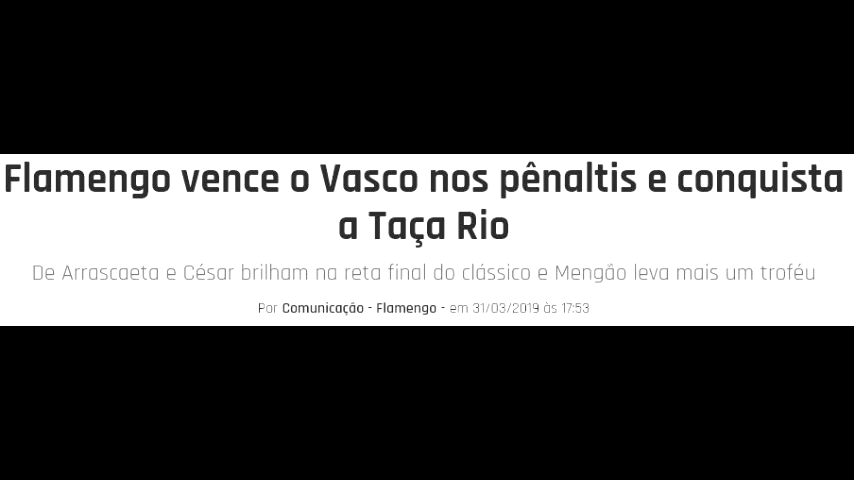 Flamengo vence o Vasco nos pênaltis e conquista
a Taça Rio
De Arrascaeta e César brilham na reta final do clássico e Mengão leva mais um troféu
Por Comunicação - Flamengo - em 31/03/2019 às 17:53